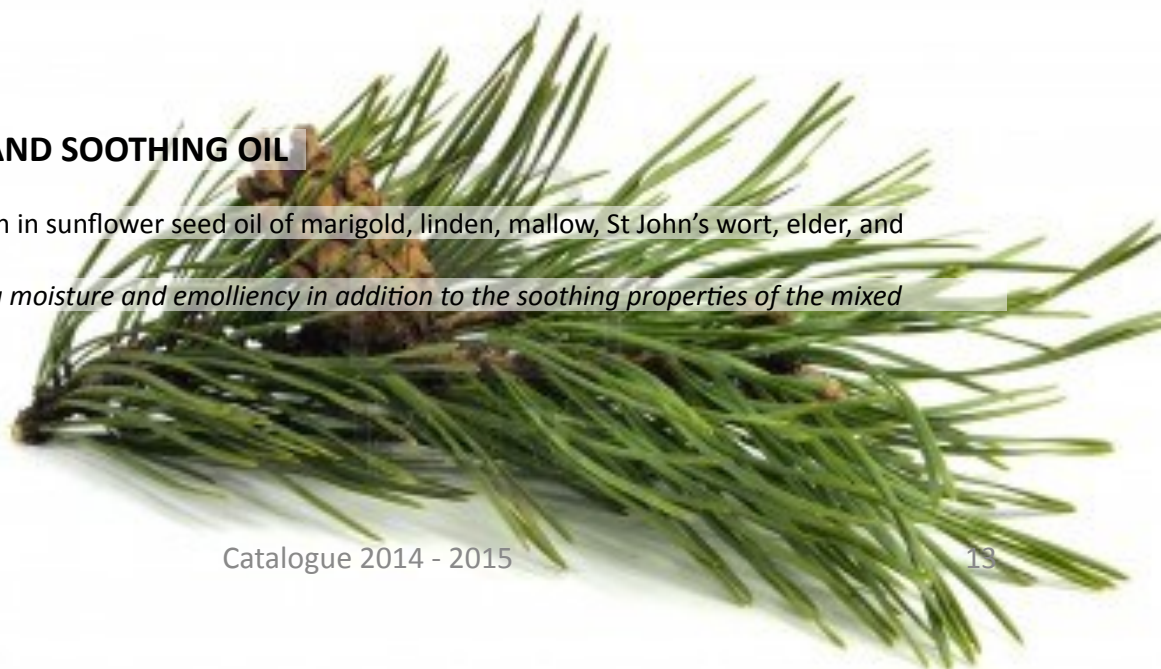 AND SOOTHING OIL
in sunflower seed oil of marigold, linden, mallow, St John’s wort, elder, and
moisture and emolliency in addition to the soothing properties of the mixed
Catalogue 2014 - 2015 13